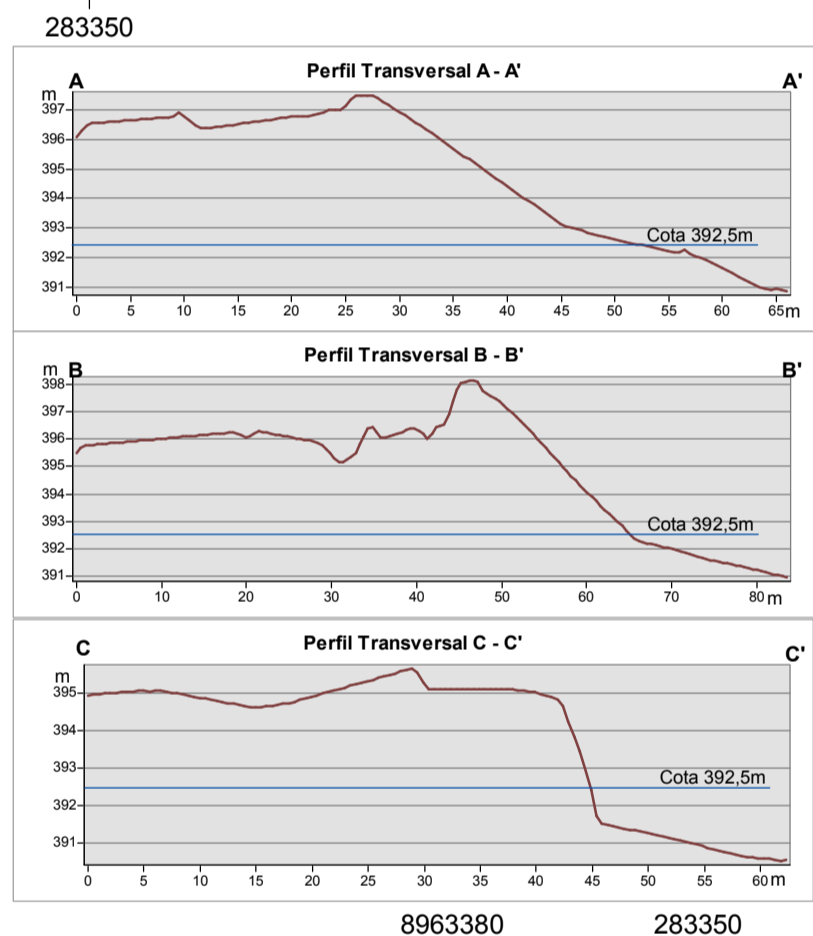 283350
Perfil Transversal A - A'
A A'
m
397
396
395
394
393
Cota 392,5m
392
391
0 5 10 15 20 25 30 35 40 45 50 55 60 65 m
Perfil Transversal B - B'
m B B'
398
397
396
395
394
393
Cota 392,5m
392
391
0 10 20 30 40 50 60 70 80 m
Perfil Transversal C - C'
C C'
m
395
394
393
Cota 392,5m
392
391
0 5 10 15 20 25 30 35 40 45 50 55 60 m
8963380 283350